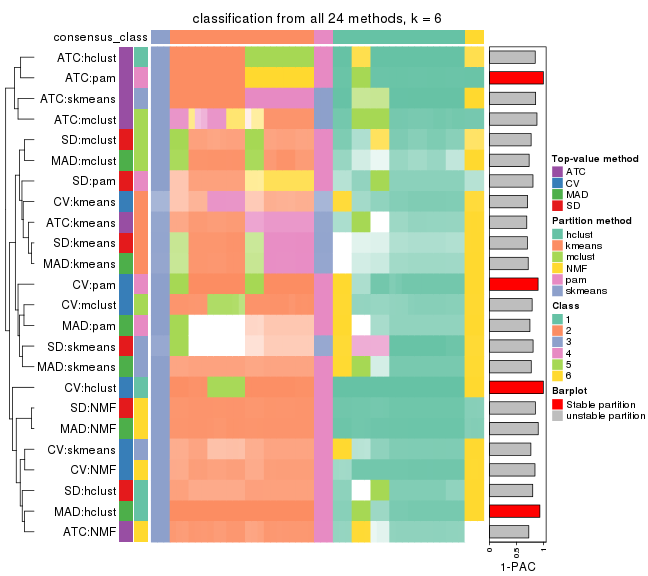 classification from all 24 methods, k = 6
consensus_class
ATC:hclust
ATC:pam
ATC:skmeans
ATC:mclust
SD:mclust
MAD:mclust
SD:pam
CV:kmeans
ATC:kmeans
SD:kmeans
MAD:kmeans
CV:pam
CV:mclust
MAD:pam
SD:skmeans
MAD:skmeans
CV:hclust
SD:NMF
MAD:NMF
CV:skmeans
CV:NMF
SD:hclust
MAD:hclust
ATC:NMF
0
0.5
1
1-PAC
Top-value method
ATC
CV
MAD
SD
Partition method
hclust
kmeans
mclust
NMF
pam
skmeans
Class
1
2
3
4
5
6
Barplot
Stable partition
unstable partition